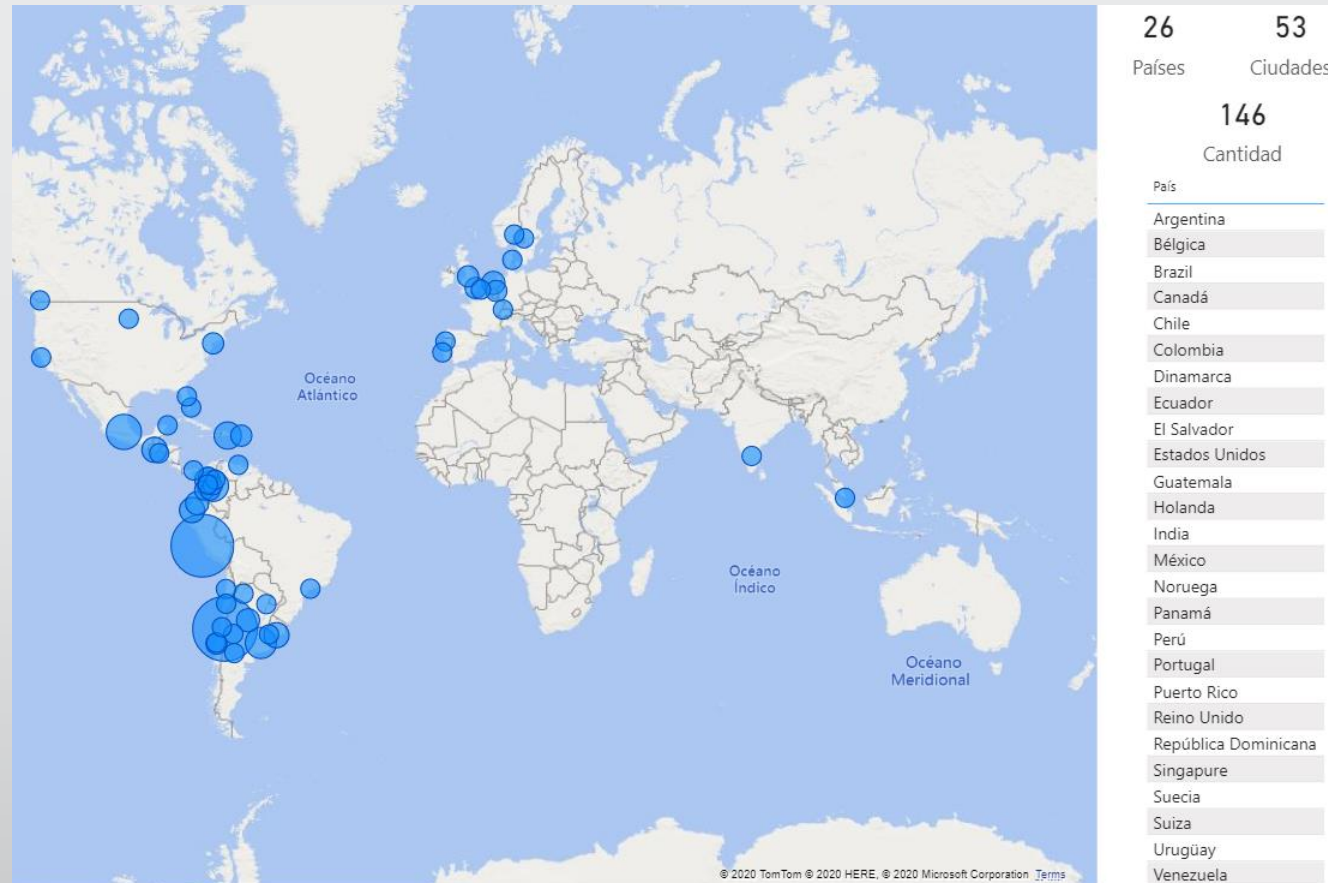 26 53
Países Ciudades
146
Cantidad
País
Argentina
Bélgica
Brazil
Canadá
Chile
Colombia
Dinamarca
Ecuador
El Salvador
Estados Unidos
Guatemala
Holanda
India
México
Noruega
Panamá
Perú
Portugal
Puerto Rico
Reino Unido
República Dominicana
Singapure
Suecia
Suiza
Urugüay
Venezuela
Océano
Atlántico
Océano
Índico
Océano
Meridional
© 2020 TomTom © 2020 HERE, © 2020 Microsoft Corporation Terms